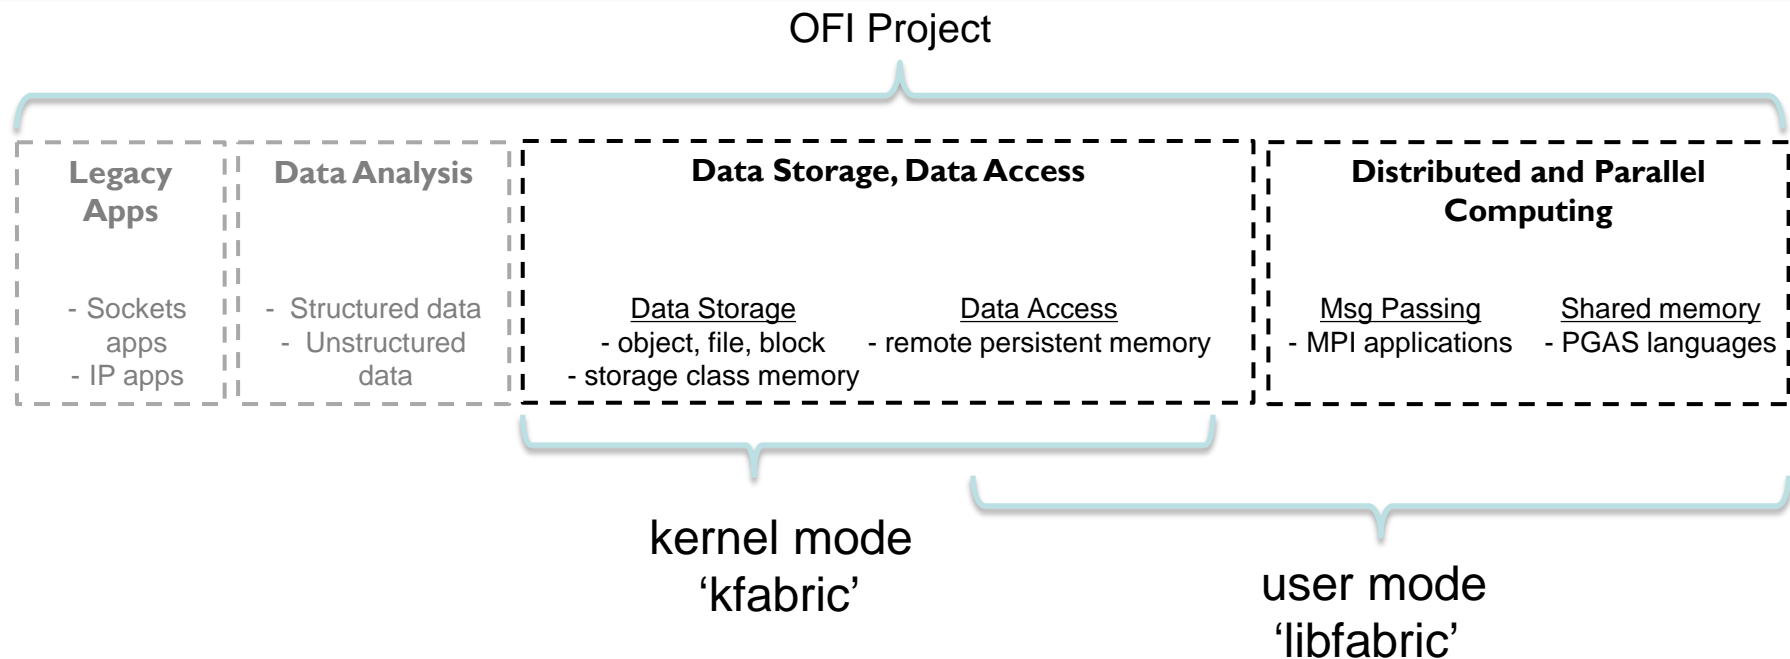 OFI Project
Legacy
Apps
- Sockets
apps
- IP apps
Data Analysis
- Structured data
- Unstructured
data
Data Storage, Data Access
Data Storage
- object, file, block
- storage class memory
Data Access
- remote persistent memory
Distributed and Parallel
Computing
Msg Passing
- MPI applications
Shared memory
- PGAS languages
kernel mode
‘kfabric’
user mode
‘libfabric’